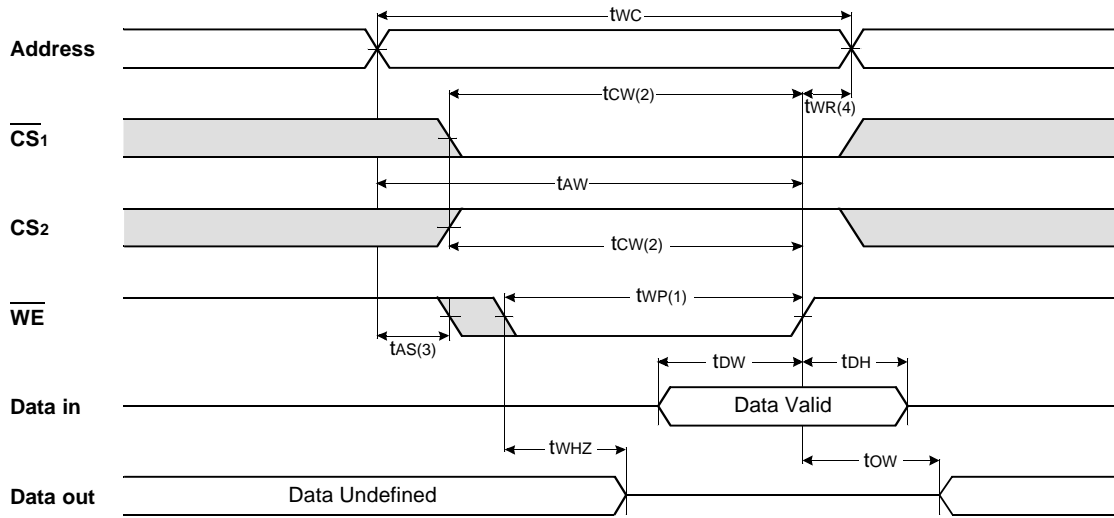 tWC
Address
tCW(2)
tWR(4)
CS1
tAW
CS2
tCW(2)
tWP(1)
WE
tAS(3)
tDW
tDH
Data in
Data Valid
tWHZ
tOW
Data out
Data Undefined